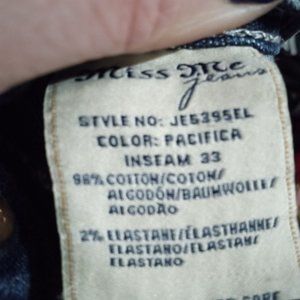 Miss Me
jeans
STYLE NO: JE5395EL
COLOR: PACIFICA
INSEAM 33
98% COTTON/COTON/
ALGODÓN/BAUMWOLLE/
ALGODÃO
2% ELASTANE/ÉLASTHANNE/
ELASTANO/ELASTAN/
ELASTANO